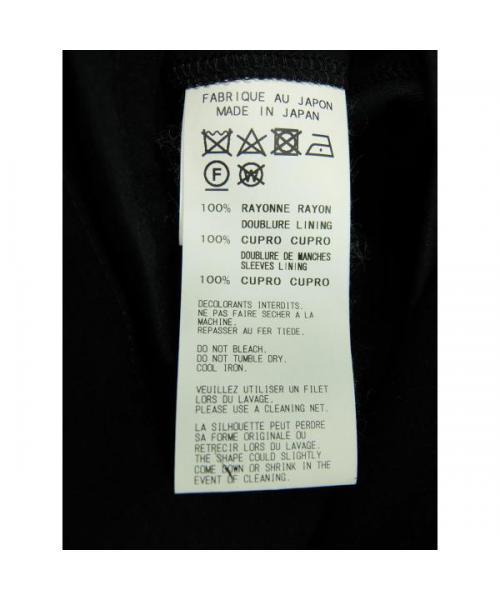 FABRIQUE AU JAPON
MADE IN JAPAN
F
W
100% RAYONNE RAYON
DOUBLURE LINING
100% CUPRO CUPRO
DOUBLURE DE MANCHES
SLEEVES LINING
100% CUPRO CUPRO
DECOLORANTS INTERDITS.
NE PAS FAIRE SECHER A LA
MACHINE.
REPASSER AU FER TIEDE.
DO NOT BLEACH.
DO NOT TUMBLE DRY.
COOL IRON.
VEUILLEZ UTILISER UN FILET
LORS DU LAVAGE.
PLEASE USE A CLEANING NET.
LA SILHOUETTE PEUT PERDRE
SA FORME ORIGINALE OU
RETRECIR LORS DU LAVAGE.
THE SHAPE COULD SLIGHTLY
COME DOWN OR SHRINK IN THE
EVENT OF CLEANING.